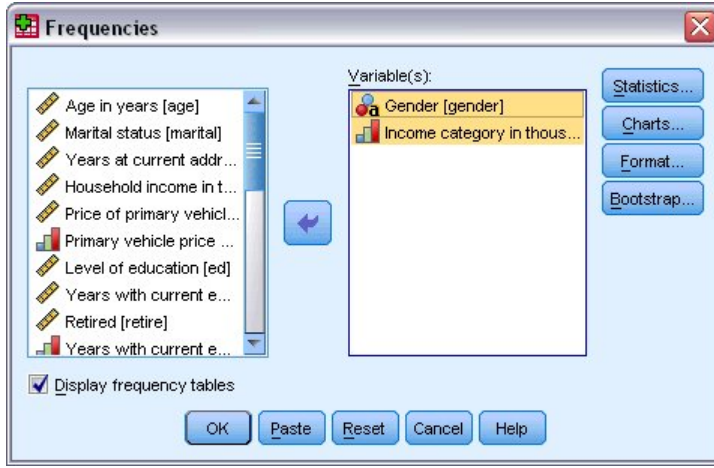 Frequencies
Age in years [age]
Marital status [marital]
Years at current addr...
Household income in t...
Price of primary vehicl...
Primary vehicle price ...
Level of education [ed]
Years with current e...
Retired [retire]
Years with current e...
Variable(s):
a Gender [gender]
Income category in thous...
Statistics...
Charts...
Format...
Bootstrap...
Display frequency tables
OK
Paste
Reset
Cancel
Help